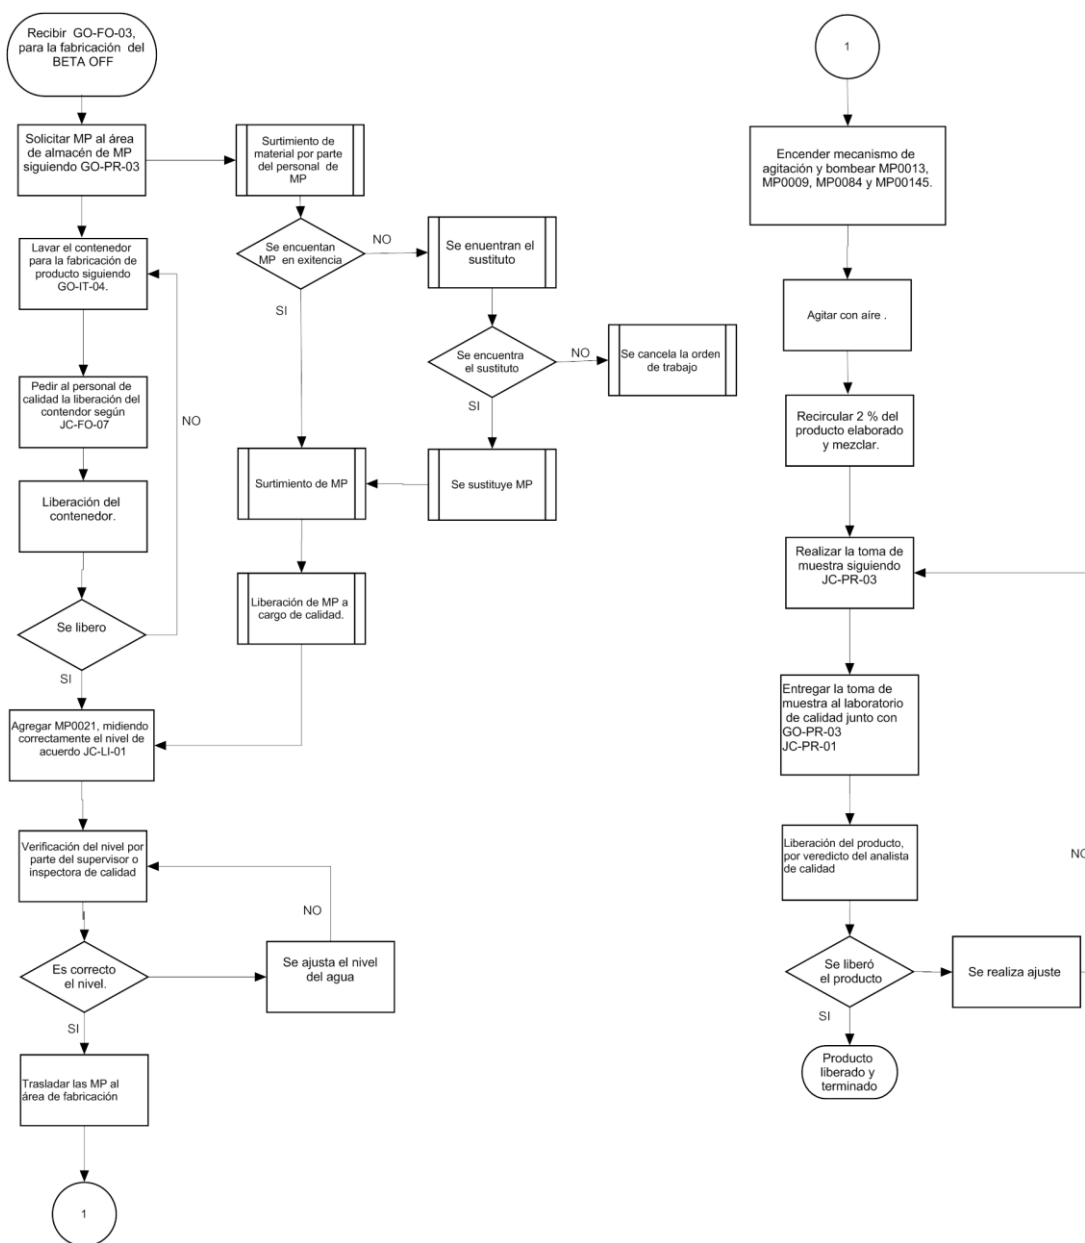 Recibir GO-FO-03,
para la fabricación del
BETA OFF
Solicitar MP al área
de almacén de MP
siguiendo GO-PR-03
Surtimiento de
material por parte
del personal de
MP
Lavar el contenedor
para la fabricación de
producto siguiendo
GO-IT-04.
Se encuentan
MP en exitencia
NO
Se enuentran el
sustituto
SI
Pedir al personal de
calidad la liberación del
contendor según
JC-FO-07
NO
Se encuentra
el sustituto
NO
Se cancela la orden
de trabajo
SI
Liberación del
contenedor.
Surtimiento de MP
Se sustituye MP
Se libero
Liberación de MP a
cargo de calidad.
SI
Agregar MP0021, midiendo
correctamente el nivel de
acuerdo JC-LI-01
Verificación del nivel por
parte del supervisor o
inspectora de calidad
NO
Es correcto
el nivel.
Se ajusta el nivel
del agua
SI
Trasladar las MP al
área de fabricación
1
1
Encender mecanismo de
agitación y bombear MP0013,
MP0009, MP0084 y MP00145.
Agitar con aíre .
Recircular 2 % del
producto elaborado
y mezclar.
Realizar la toma de
muestra siguiendo
JC-PR-03
Entregar la toma de
muestra al laboratorio
de calidad junto con
GO-PR-03
JC-PR-01
Liberación del producto,
por veredicto del analista
de calidad
NO
Se liberó
el producto
Se realiza ajuste
SI
Producto
liberado y
terminado